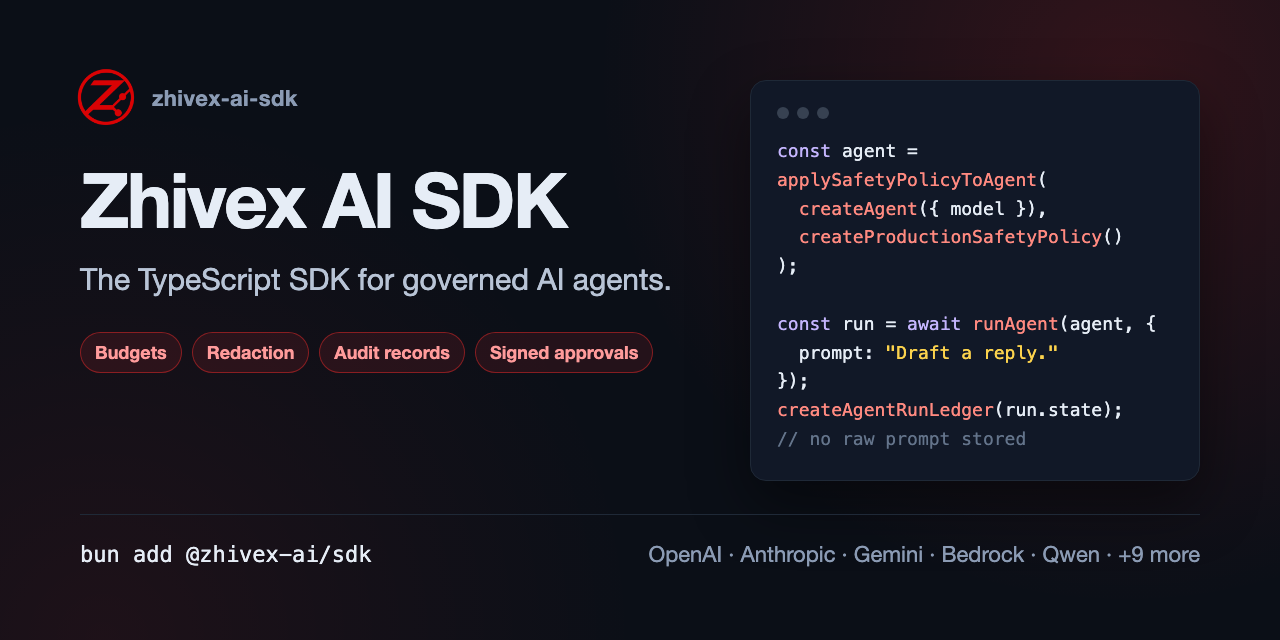 zhivex-ai-sdk
Zhivex AI SDK
The TypeScript SDK for governed AI agents.
Budgets
Redaction
Audit records
Signed approvals
const agent =
applySafetyPolicyToAgent(
  createAgent({ model }),
  createProductionSafetyPolicy()
);

const run = await runAgent(agent, {
  prompt: "Draft a reply."
});
createAgentRunLedger(run.state);
// no raw prompt stored
bun add @zhivex-ai/sdk
OpenAI · Anthropic · Gemini · Bedrock · Qwen · +9 more